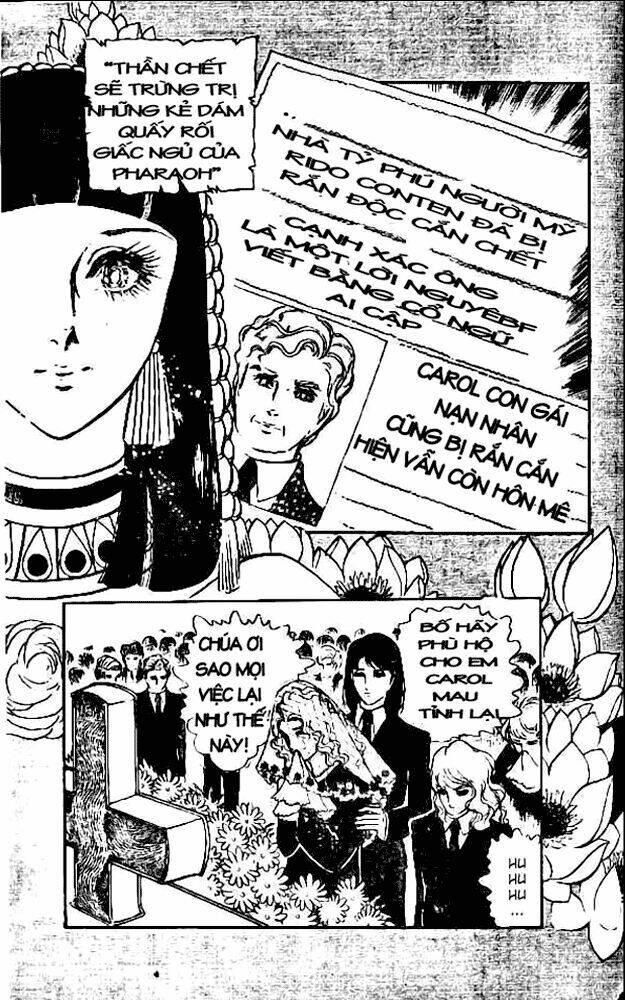 "THẦN CHẾT
SẼ TRỪNG TRỊ
NHỮNG KẺ DÁM
QUẤY RỐI
GIẤC NGỦ CỦA
PHARAOH"
..
NHÀ TỶ PHÚ NGƯỜI MỸ
RIDO CONTEN ĐÃ BỊ
RẮN ĐỘC CẮN CHẾT
CẠNH XÁC ÔNG
LÀ MỘT LỜI NGUYÊBF
VIẾT BẰNG CỔ NGỮ
AI CẬP
CAROL CON GÁI
NẠN NHÂN
CŨNG BỊ RẮN CẮN
HIỆN VẪN CÒN HÔN MÊ
BỐ HÃY
PHÙ HỘ
CHO EM
CAROL
MAU
TỈNH LẠI
CHÚA ƠI
SAO MỌI
VIỆC LẠI
NHƯ THẾ
NÀY!
HU
HU
HU
...